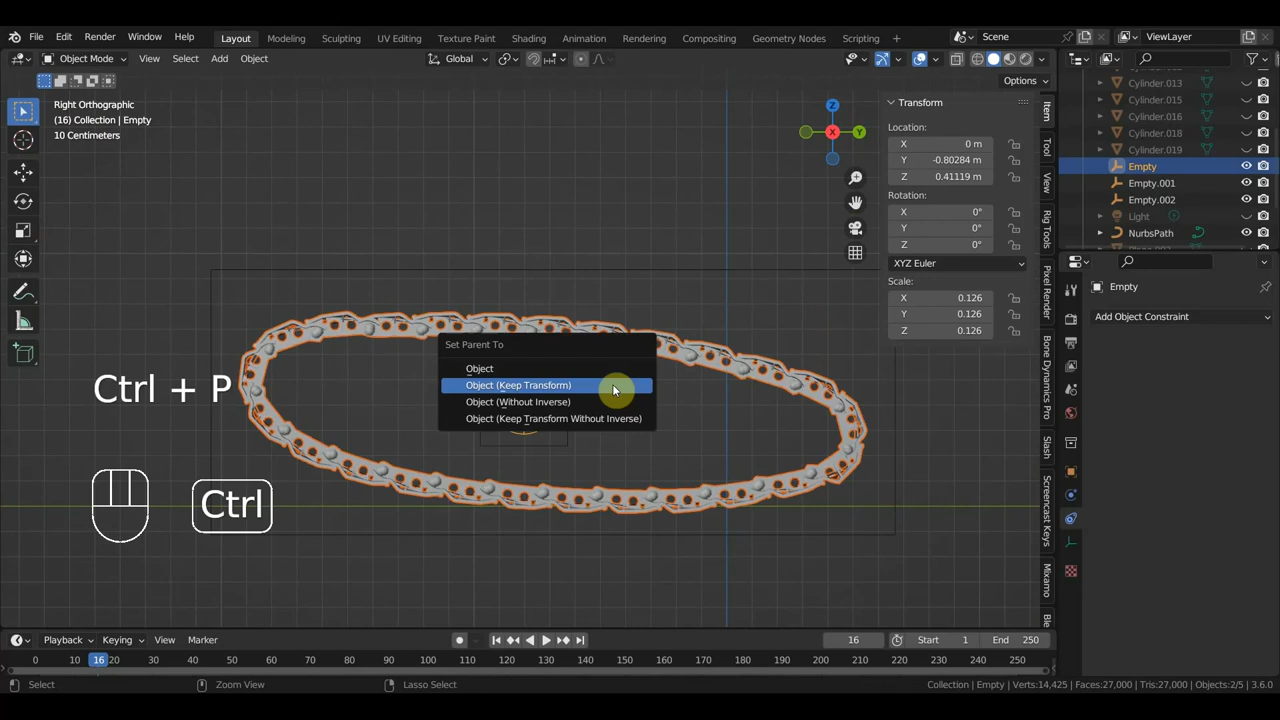 File Edit Render Window Help Layout Modeling Sculpting UV Editing Texture Paint Shading Animation Rendering Compositing Geometry Nodes Scripting + Scene ViewLayer
Object Mode View Select Add Object Global
Options
Right Orthographic
(16) Collection | Empty
10 Centimeters
Z
Y
X
Transform
Location:
X 0 m
Y -0.80284 m
Z 0.41119 m
Rotation:
X 0°
Y 0°
Z 0°
XYZ Euler
Scale:
X 0.126
Y 0.126
Z 0.126
Item
Tool
View
Rig Tools
Pixel Render
Bone Dynamics Pro
Slash
Screencast Keys
Mixamo
Cylinder.013
Cylinder.015
Cylinder.016
Cylinder.018
Cylinder.019
Empty
Empty.001
Empty.002
Light
NurbsPath
Empty
Add Object Constraint
Set Parent To
Object
Object (Keep Transform)
Object (Without Inverse)
Object (Keep Transform Without Inverse)
Ctrl + P
Ctrl
Playback Keying View Marker 16 Start 1 End 250
0 10 16 20 30 40 50 60 70 80 90 100 110 120 130 140 150 160 170 180 190 200 210 220 230 240 250
Select Zoom View Lasso Select Collection | Empty | Verts:14,425 | Faces:27,000 | Tris:27,000 | Objects:2/5 | 3.6.0